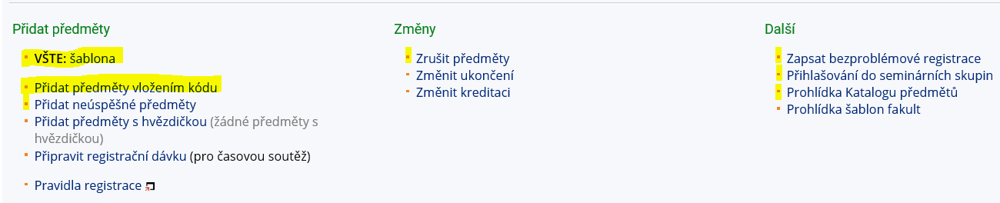 Přidat předměty
VŠTE: šablona
Přidat předměty vložením kódu
Přidat neúspěšné předměty
Přidat předměty s hvězdičkou (žádné předměty s
hvězdičkou)
Připravit registrační dávku (pro časovou soutěž)
Pravidla registrace
Změny
Zrušit předměty
Změnit ukončení
Změnit kreditaci
Další
Zapsat bezproblémové registrace
Přihlašování do seminárních skupin
Prohlídka Katalogu předmětů
Prohlídka šablon fakult